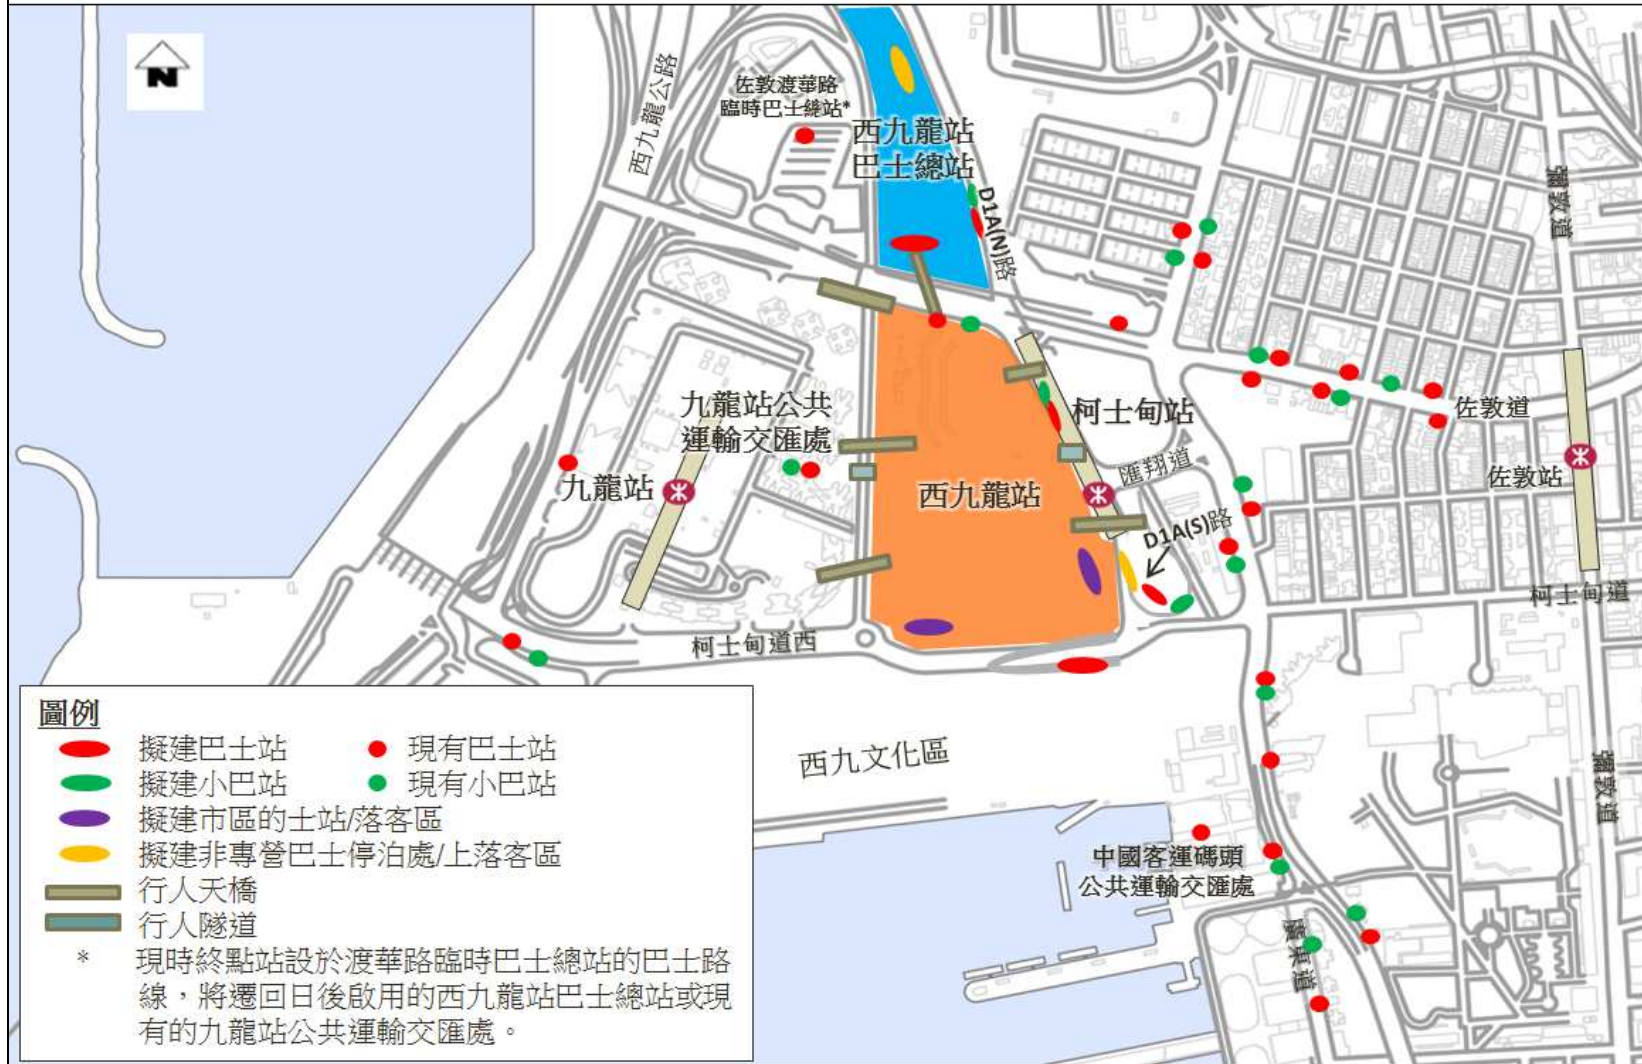 N
西九龍公路
佐敦渡華路
臨時巴士總站*
西九龍站
巴士總站
D1A(N)路
彌敦道
九龍站公共
運輸交匯處
柯士甸站
佐敦道
九龍站
西九龍站
匯翔道
佐敦站
D1A(S)路
柯士甸道
柯士甸道西
西九文化區
彌敦道
中國客運碼頭
公共運輸交匯處
廣東道
圖例
擬建巴士站
現有巴士站
擬建小巴站
現有小巴站
擬建市區的士站/落客區
擬建非專營巴士停泊處/上落客區
行人天橋
行人隧道
* 現時終點站設於渡華路臨時巴士總站的巴士路
線，將遷回日後啟用的西九龍站巴士總站或現
有的九龍站公共運輸交匯處。